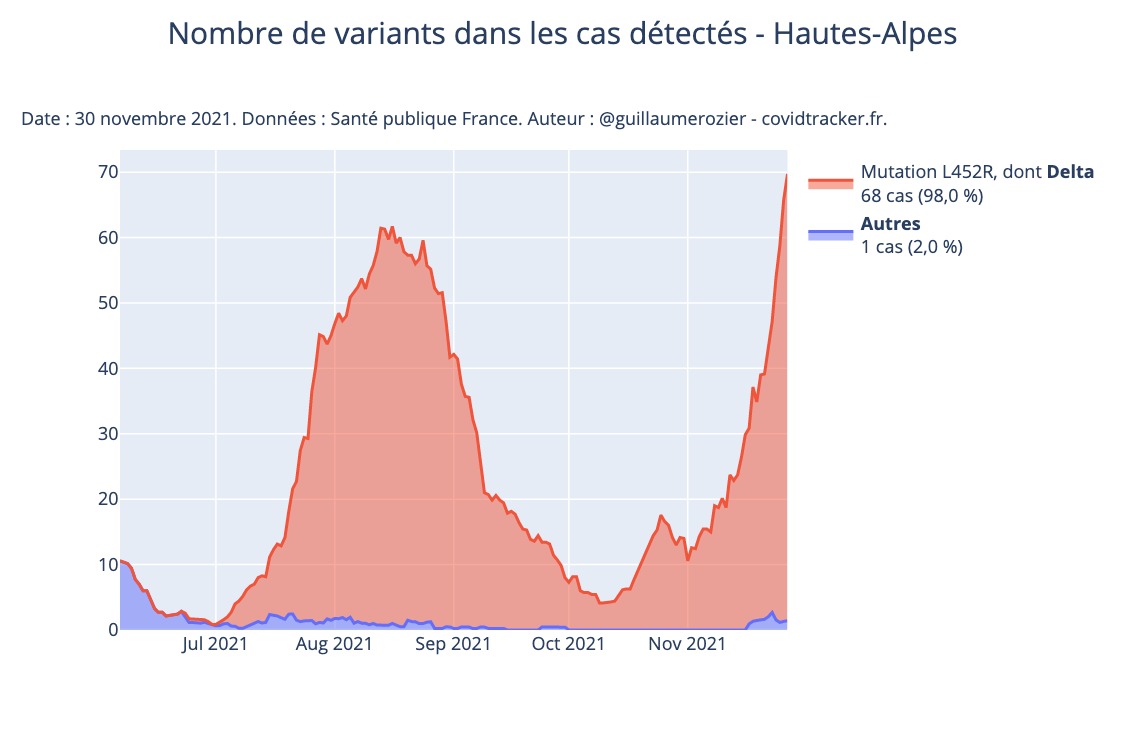 Nombre de variants dans les cas détectés - Hautes-Alpes
Date : 30 novembre 2021. Données : Santé publique France. Auteur : @guillaumerozier - covidtracker.fr.
70
60
50
40
30
20
10
0
Jul 2021
Aug 2021
Sep 2021
Oct 2021
Nov 2021
Mutation L452R, dont Delta
68 cas (98,0 %)
Autres
1 cas (2,0 %)